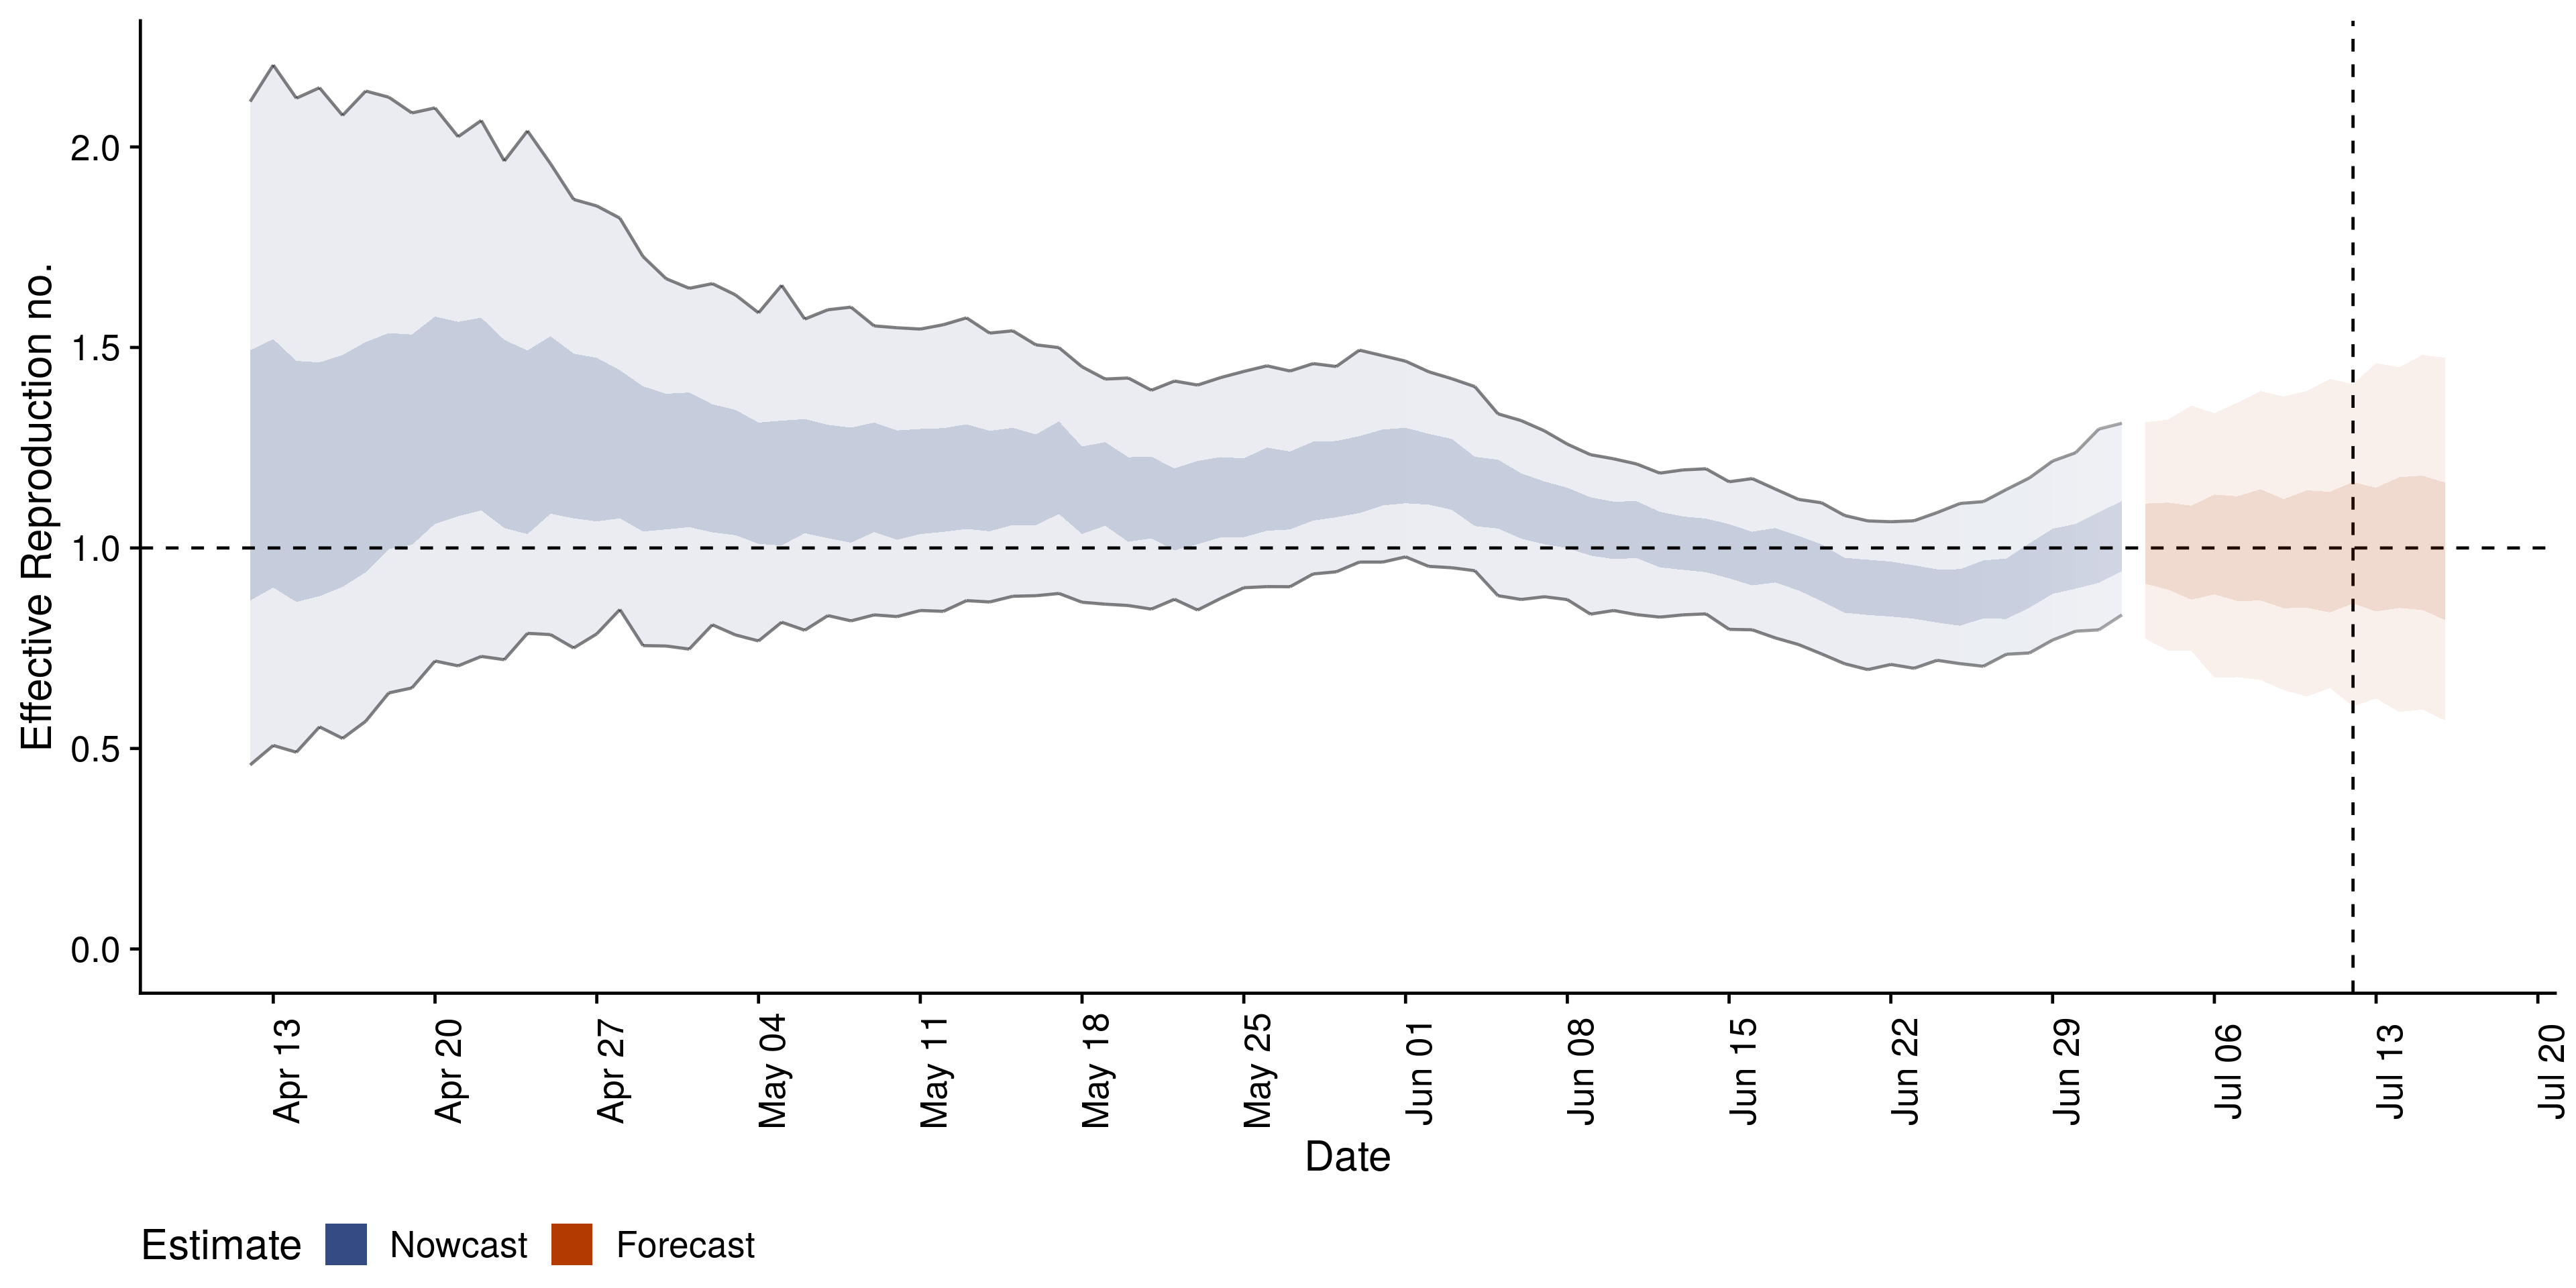 Effective Reproduction no.
2.0
1.5
1.0
0.5
0.0
Apr 13
Apr 20
Apr 27
May 04
May 11
May 18
May 25
Jun 01
Jun 08
Jun 15
Jun 22
Jun 29
Jul 06
Jul 13
Jul 20
Date
Estimate Nowcast Forecast